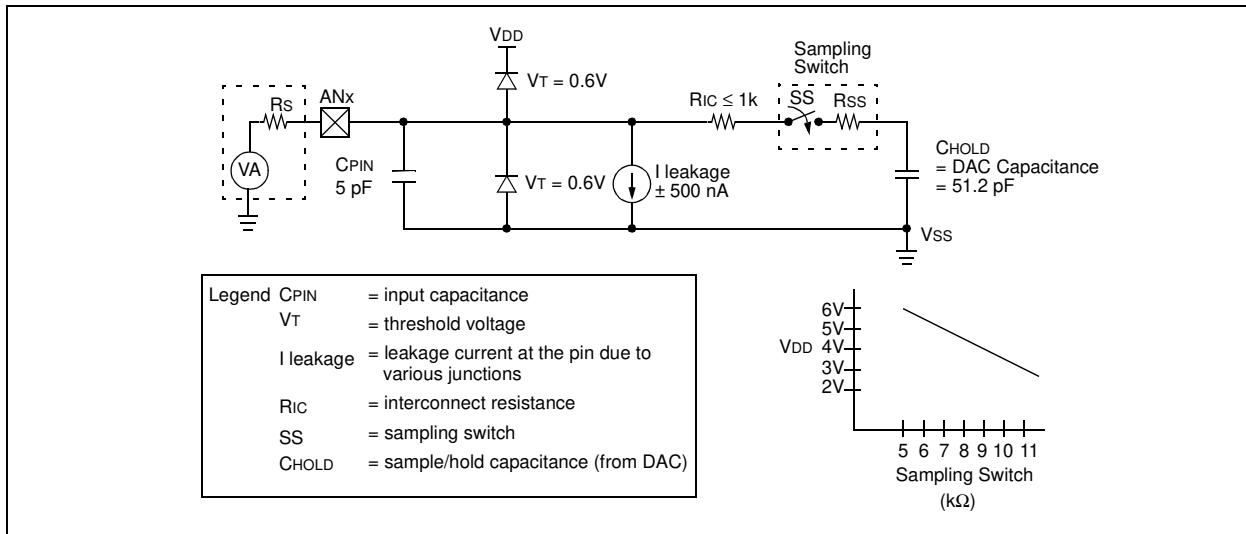 VDD
VT = 0.6V
RS
ANx
VA
CPIN
5 pF
VT = 0.6V
I leakage
± 500 nA
RIC ≤ 1k
Sampling
Switch
SS
RSS
CHOLD
= DAC Capacitance
= 51.2 pF
VSS
Legend CPIN = input capacitance
VT = threshold voltage
I leakage = leakage current at the pin due to
various junctions
RIC = interconnect resistance
SS = sampling switch
CHOLD = sample/hold capacitance (from DAC)
6V
5V
VDD 4V
3V
2V
5 6 7 8 9 10 11
Sampling Switch
(kΩ)